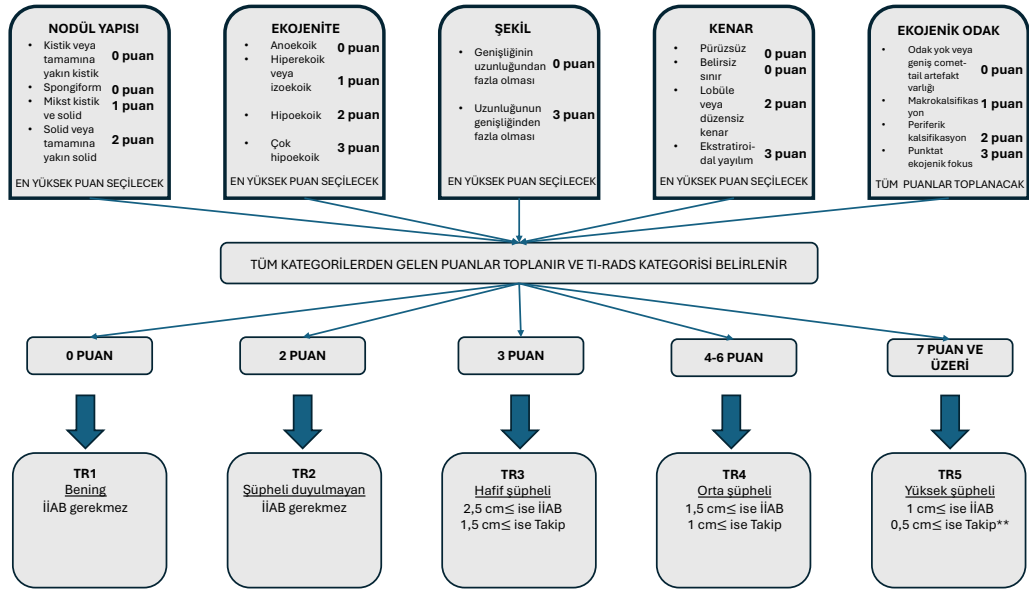 NODÜL YAPISI
• Kistik veya
tamamına
yakın kistik
0 puan
• Spongiform
0 puan
• Mikst kistik
ve solid
1 puan
• Solid veya
tamamına
yakın solid
2 puan
EN YÜKSEK PUAN SEÇİLECEK
EKOJENİTE
• Anoekoik
0 puan
• Hiperekoik
veya
izoekoik
1 puan
• Hipoekoik
2 puan
• Çok
hipoekoik
3 puan
EN YÜKSEK PUAN SEÇİLECEK
ŞEKİL
• Genişliğinin
uzunluğundan
fazla olması
0 puan
• Uzunluğunun
genişliğinden
fazla olması
3 puan
EN YÜKSEK PUAN SEÇİLECEK
KENAR
• Pürüzsüz
0 puan
• Belirsiz
sınır
0 puan
• Lobüle
veya
düzensiz
kenar
2 puan
• Ekstratiroi-
dal yayılım
3 puan
EN YÜKSEK PUAN SEÇİLECEK
EKOJENİK ODAK
• Odak yok veya
geniş comet-
tail artefakt
varlığı
0 puan
• Makrokalsifikas
yon
1 puan
• Periferik
kalsifikasyon
2 puan
• Punktat
ekojenik fokus
3 puan
TÜM PUANLAR TOPLANACAK
TÜM KATEGORİLERDEN GELEN PUANLAR TOPLANIR VE TI-RADS KATEGORİSİ BELİRLENİR
0 PUAN
2 PUAN
3 PUAN
4-6 PUAN
7 PUAN VE
ÜZERİ
TR1
Bening
İİAB gerekmez
TR2
Şüpheli duyulmayan
İİAB gerekmez
TR3
Hafif şüpheli
2,5 cm≤ ise İİAB
1,5 cm≤ ise Takip
TR4
Orta şüpheli
1,5 cm≤ ise İİAB
1 cm≤ ise Takip
TR5
Yüksek şüpheli
1 cm≤ ise İİAB
0,5 cm≤ ise Takip**